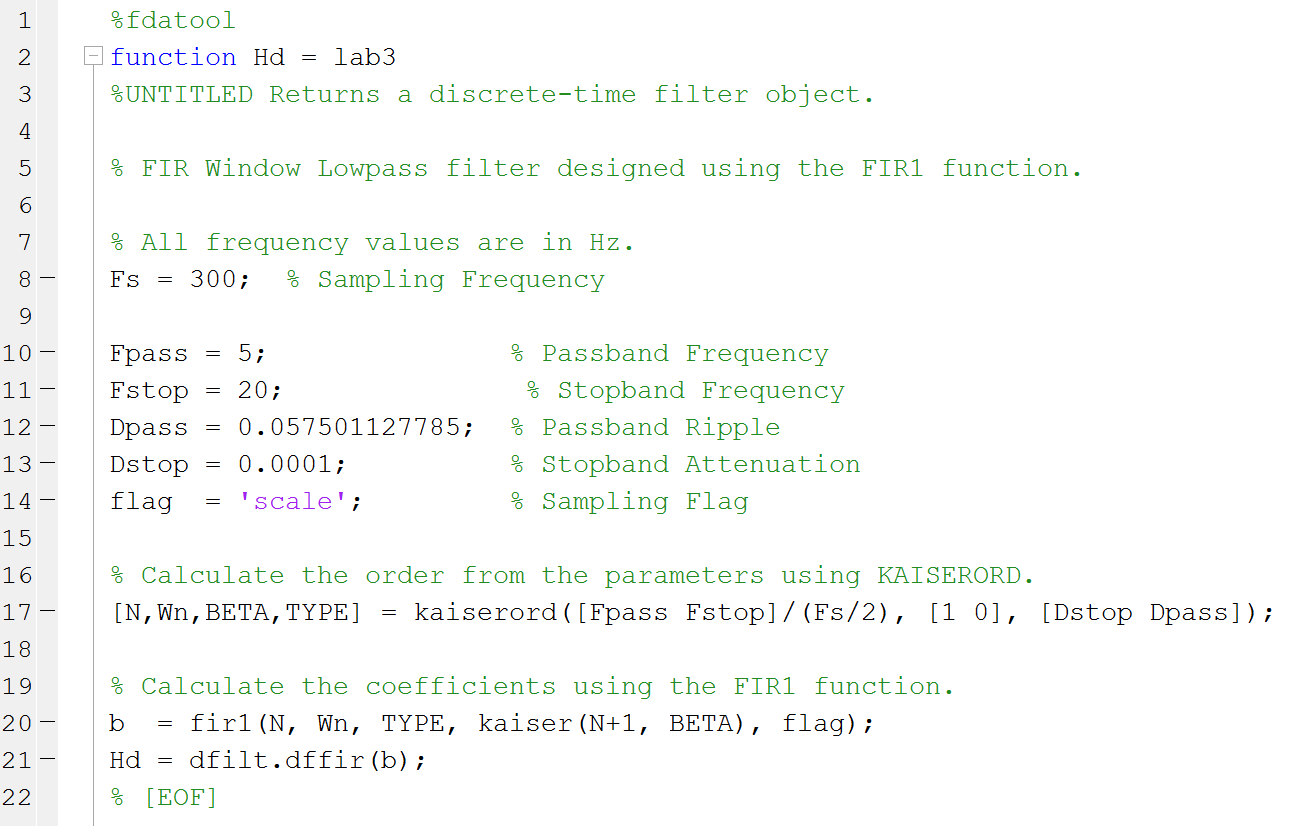 1 %fdatool
2 function Hd = lab3
3 %UNTITLED Returns a discrete-time filter object.
4
5 % FIR Window Lowpass filter designed using the FIR1 function.
6
7 % All frequency values are in Hz.
8 Fs = 300;  % Sampling Frequency
9
10 Fpass = 5;               % Passband Frequency
11 Fstop = 20;               % Stopband Frequency
12 Dpass = 0.057501127785;  % Passband Ripple
13 Dstop = 0.0001;          % Stopband Attenuation
14 flag  = 'scale';         % Sampling Flag
15
16 % Calculate the order from the parameters using KAISERORD.
17 [N,Wn,BETA,TYPE] = kaiserord([Fpass Fstop]/(Fs/2), [1 0], [Dstop Dpass]);
18
19 % Calculate the coefficients using the FIR1 function.
20 b  = fir1(N, Wn, TYPE, kaiser(N+1, BETA), flag);
21 Hd = dfilt.dffir(b);
22 % [EOF]